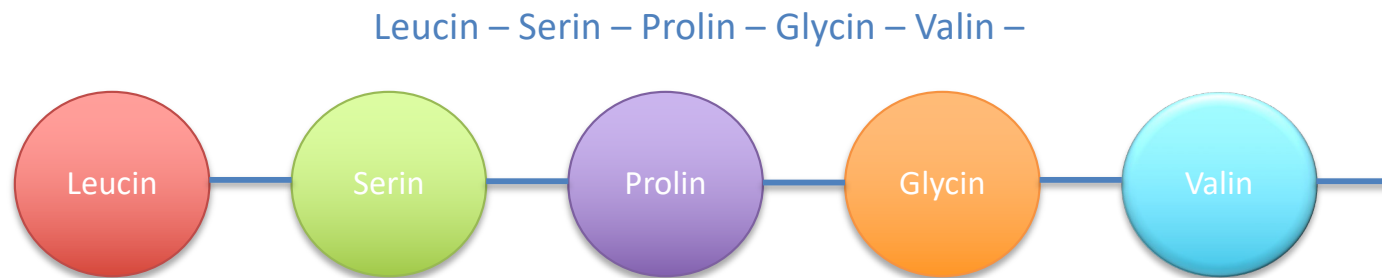 Leucin – Serin – Prolin – Glycin – Valin –
Leucin Serin Prolin Glycin Valin